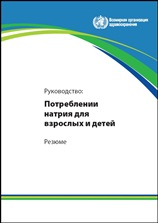 Всемирная организация
здравоохранения
Руководство:
Потреблении
натрия для
взрослых и детей
Резюме